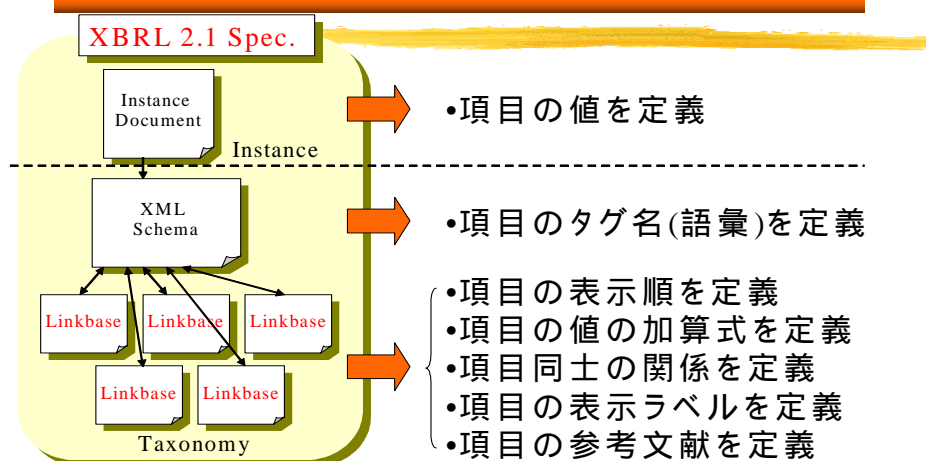 XBRL 2.1 Spec.
Instance
Document
•項目の値を定義
Instance
XML
Schema
•項目のタグ名(語彙)を定義
Linkbase Linkbase Linkbase
Linkbase Linkbase
Taxonomy
•項目の表示順を定義
•項目の値の加算式を定義
•項目同士の関係を定義
•項目の表示ラベルを定義
•項目の参考文献を定義